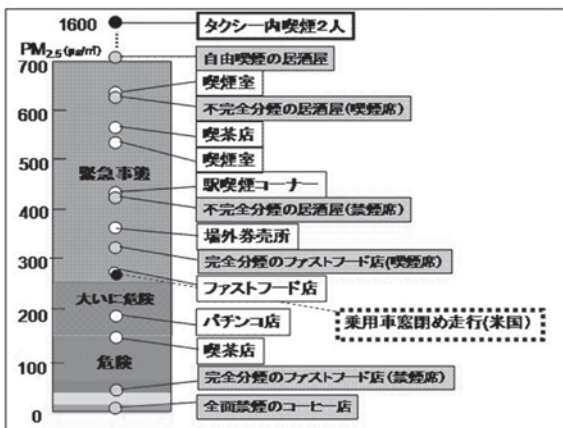 1600
タクシー内喫煙2人
PM2.5(μg/㎥)
700
自由喫煙の居酒屋
喫煙室
600
不完全分煙の居酒屋(喫煙席)
喫茶店
500
喫煙室
緊急事態
駅喫煙コーナー
400
不完全分煙の居酒屋(禁煙席)
場外券売所
300
完全分煙のファストフード店(喫煙席)
ファストフード店
大いに危険
200
パチンコ店
乗用車窓閉め走行(米国)
喫茶店
100
危険
完全分煙のファストフード店(禁煙席)
0
全面禁煙のコーヒー店